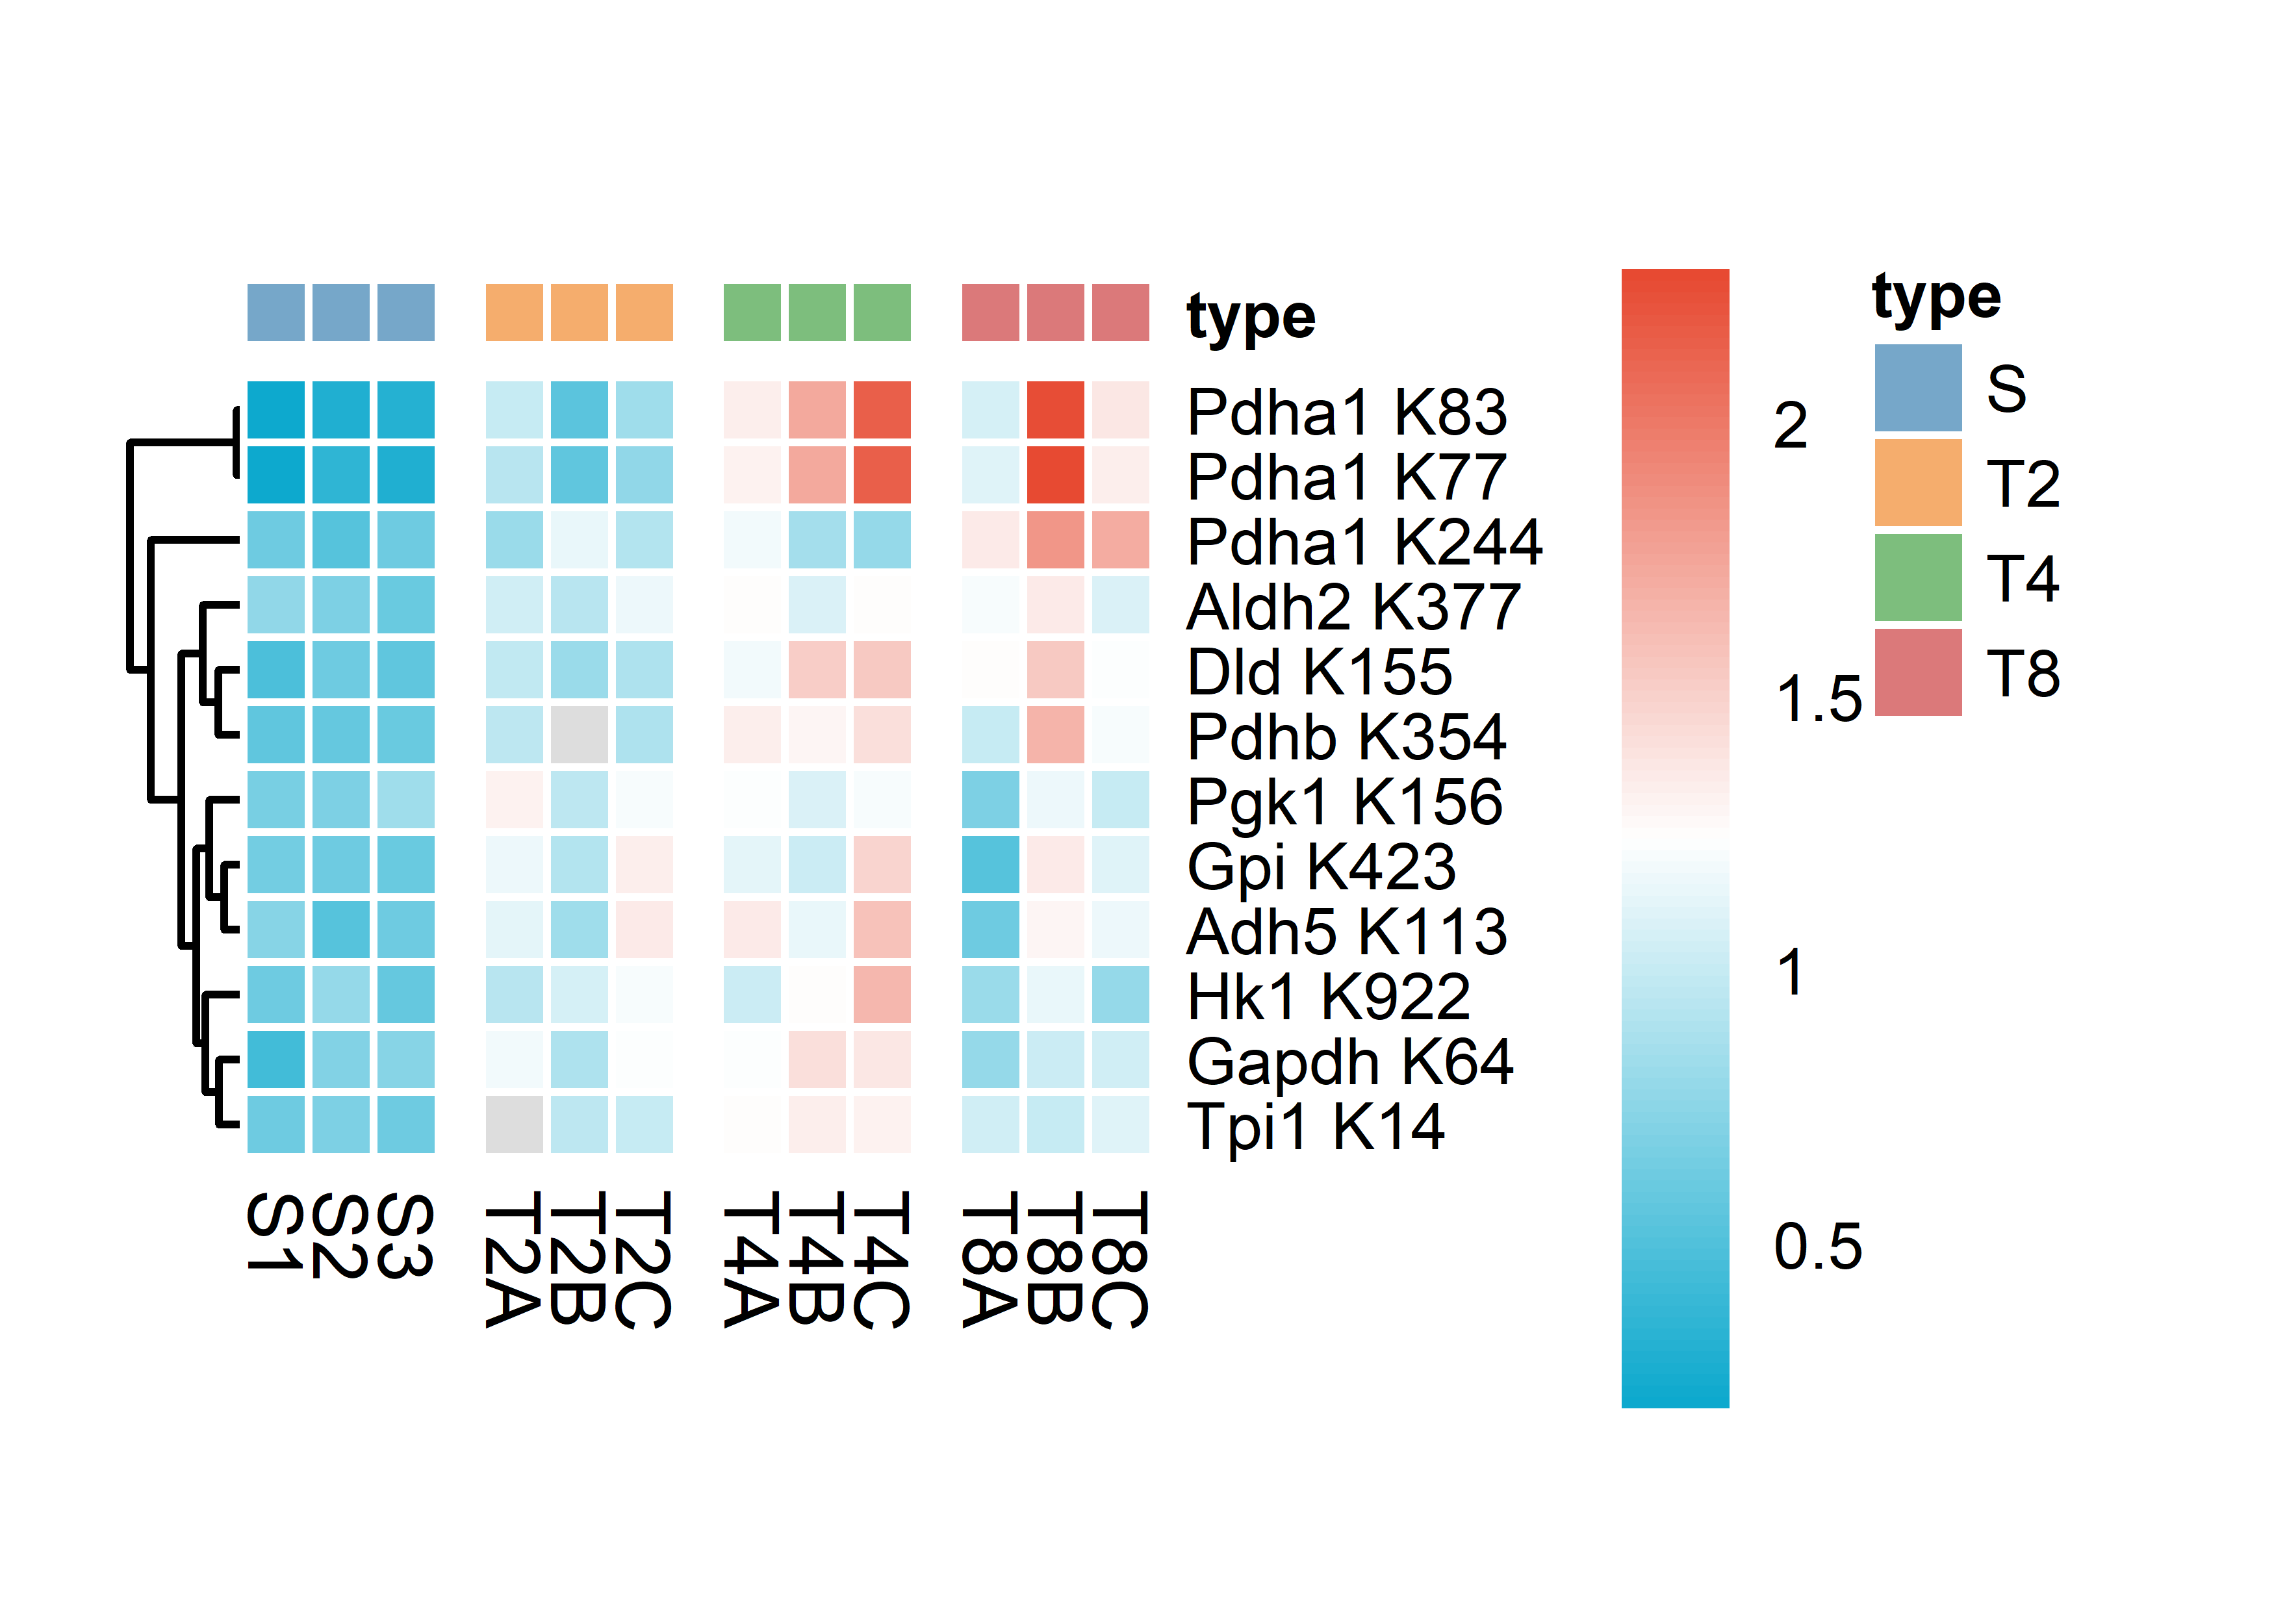 type
Pdha1 K83
Pdha1 K77
Pdha1 K244
Aldh2 K377
Dld K155
Pdhb K354
Pgk1 K156
Gpi K423
Adh5 K113
Hk1 K922
Gapdh K64
Tpi1 K14
S1
S2
S3
T2A
T2B
T2C
T4A
T4B
T4C
T8A
T8B
T8C
2
1.5
1
0.5
type
S
T2
T4
T8